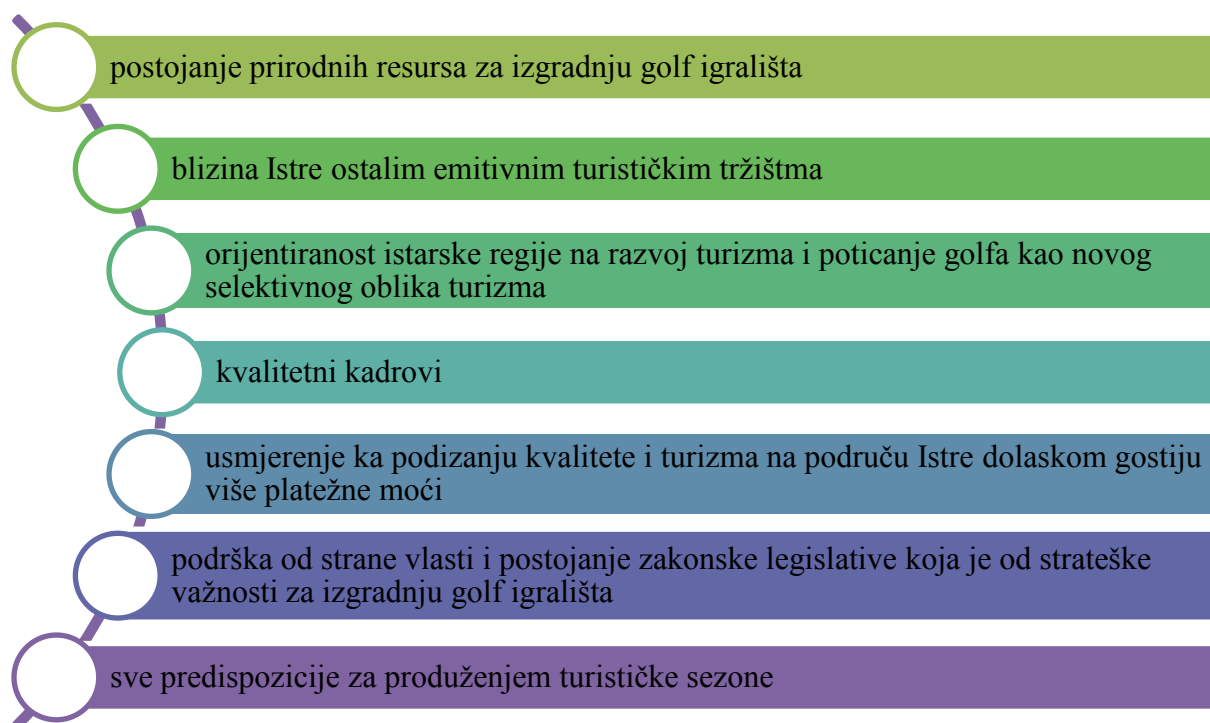 postojanje prirodnih resursa za izgradnju golf igrališta
blizina Istre ostalim emitivnim turističkim tržištma
orijentiranost istarske regije na razvoj turizma i poticanje golfa kao novog
selektivnog oblika turizma
kvalitetni kadrovi
usmjerenje ka podizanju kvalitete i turizma na područu Istre dolaskom gostiju
više platežne moći
podrška od strane vlasti i postojanje zakonske legislative koja je od strateške
važnosti za izgradnju golf igrališta
sve predispozicije za produženjem turističke sezone